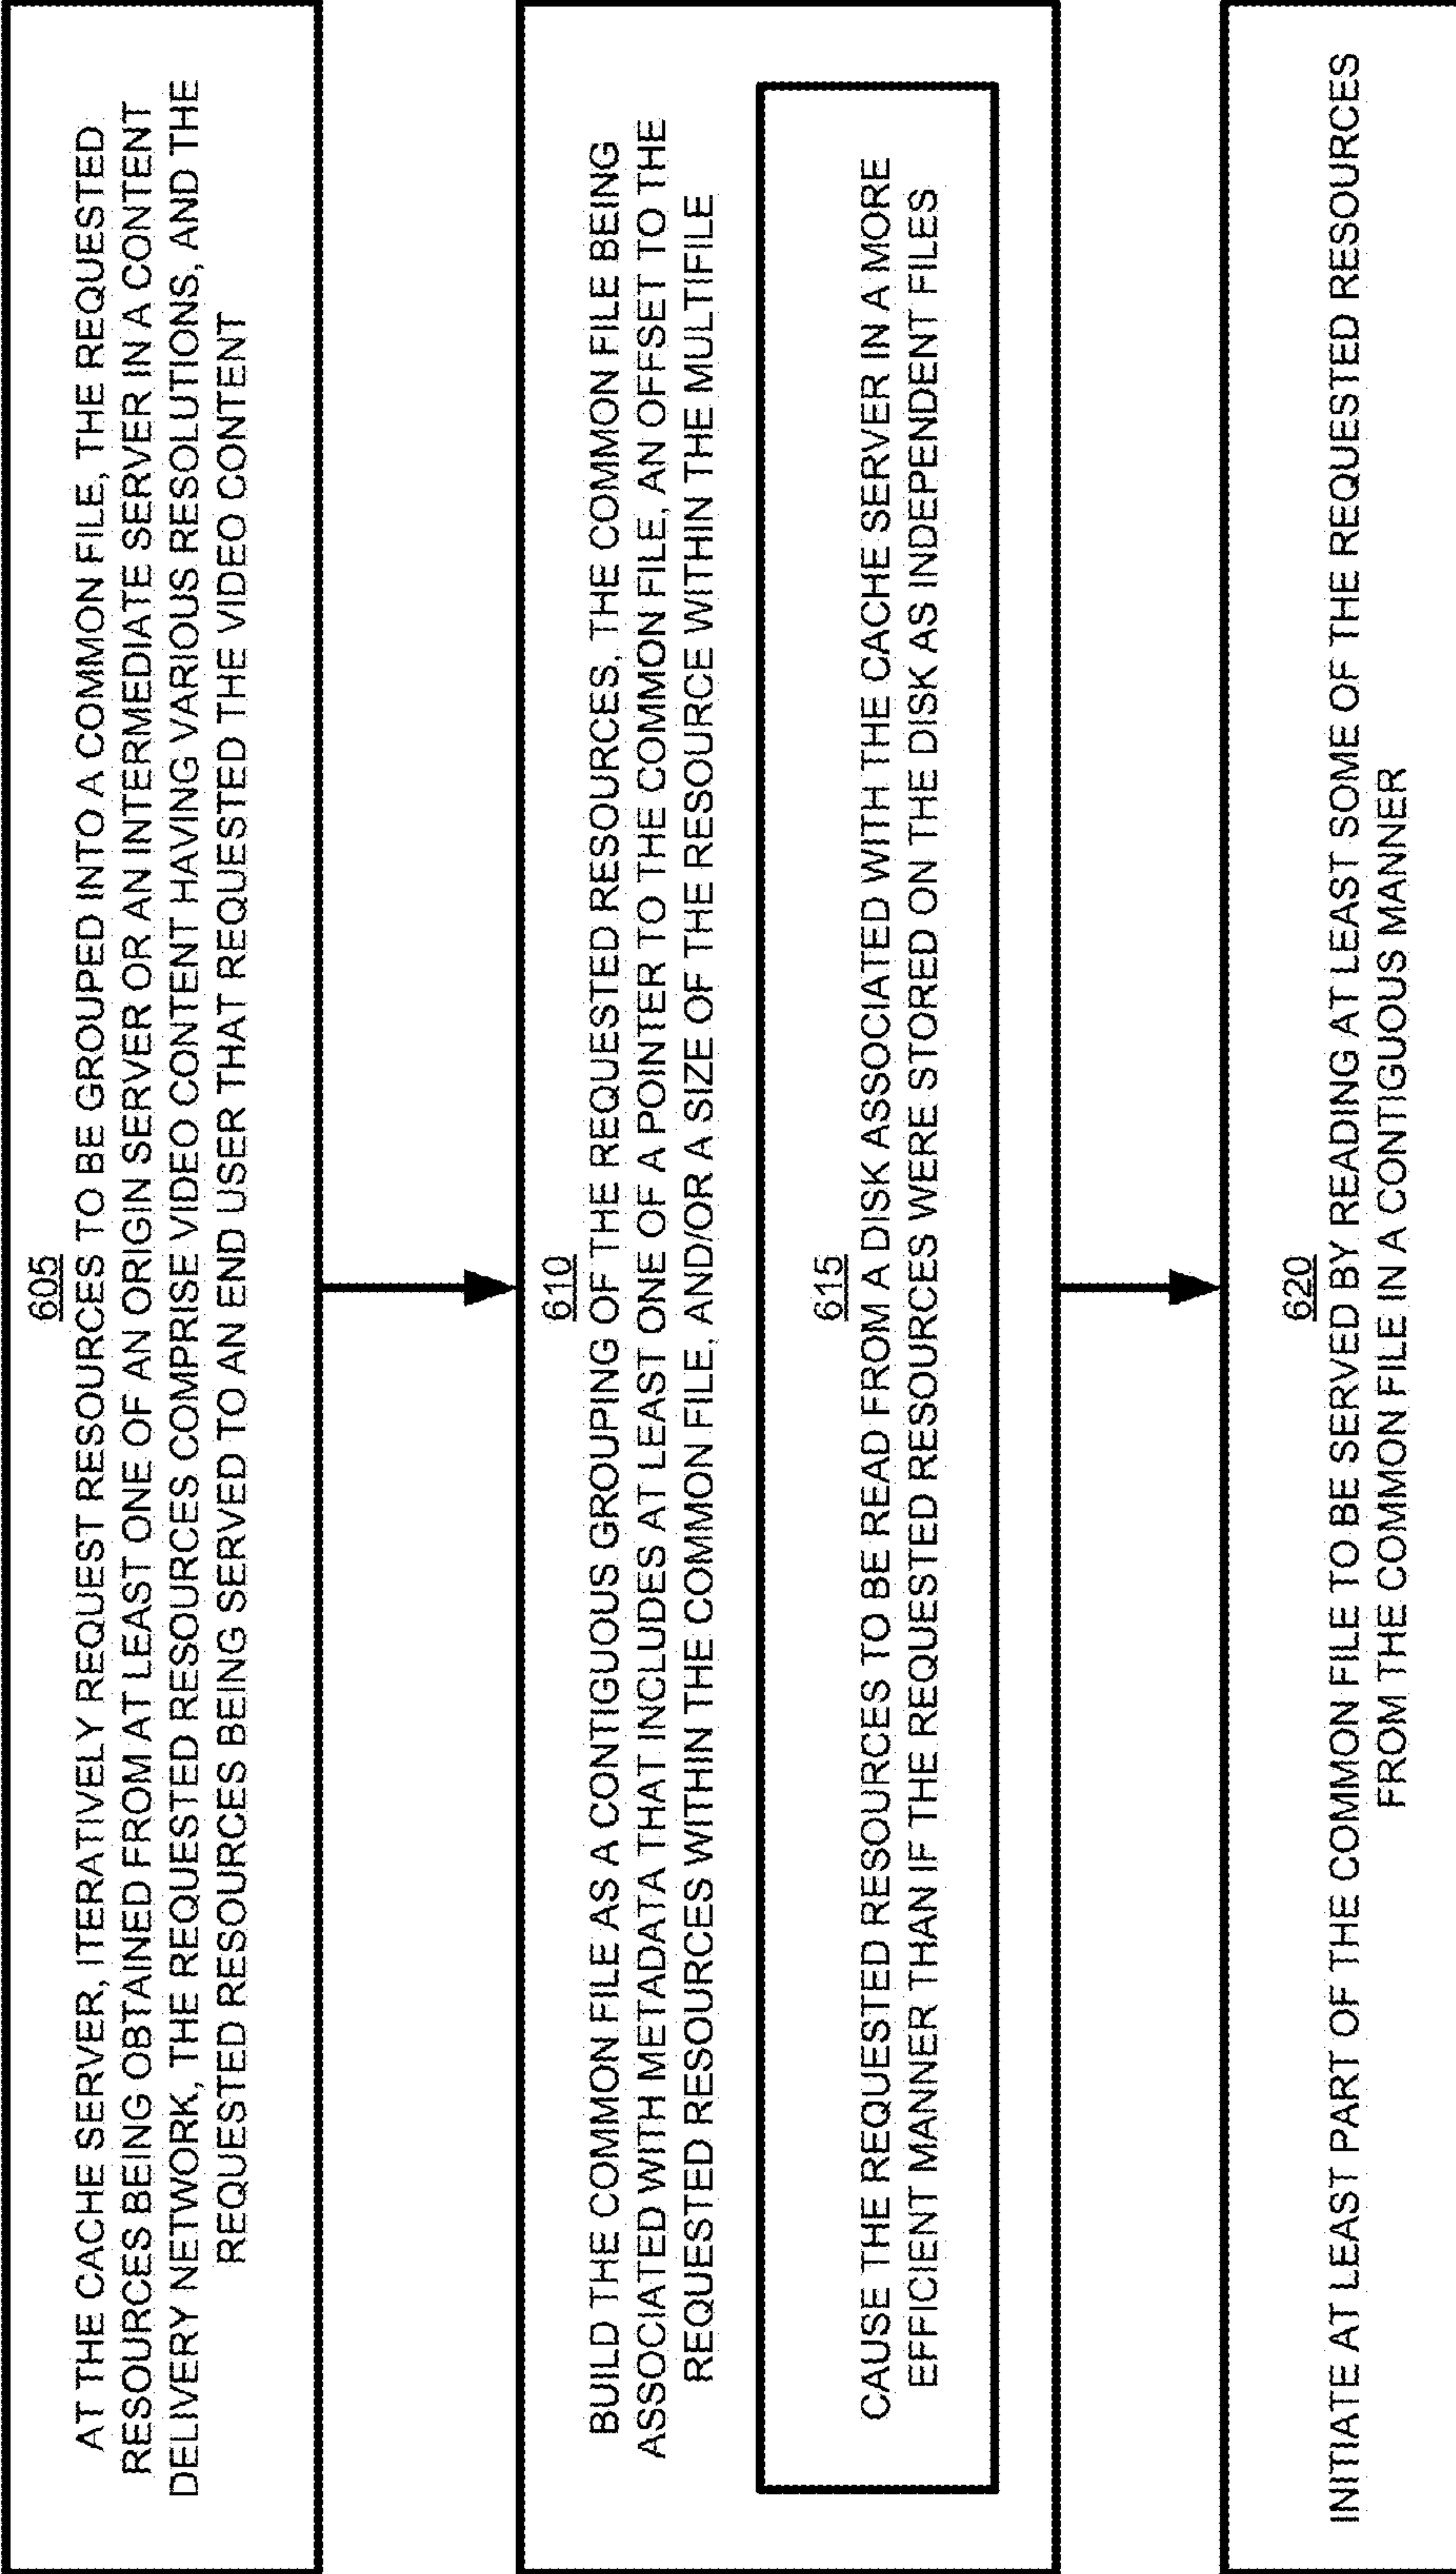 605
AT THE CACHE SERVER, ITERATIVELY REQUEST RESOURCES TO BE GROUPED INTO A COMMON FILE, THE REQUESTED
RESOURCES BEING OBTAINED FROM AT LEAST ONE OF AN ORIGIN SERVER OR AN INTERMEDIATE SERVER IN A CONTENT
DELIVERY NETWORK, THE REQUESTED RESOURCES COMPRISE VIDEO CONTENT HAVING VARIOUS RESOLUTIONS, AND THE
REQUESTED RESOURCES BEING SERVED TO AN END USER THAT REQUESTED THE VIDEO CONTENT
610
BUILD THE COMMON FILE AS A CONTIGUOUS GROUPING OF THE REQUESTED RESOURCES, THE COMMON FILE BEING
ASSOCIATED WITH METADATA THAT INCLUDES AT LEAST ONE OF A POINTER TO THE COMMON FILE, AN OFFSET TO THE
REQUESTED RESOURCES WITHIN THE COMMON FILE, AND/OR A SIZE OF THE RESOURCE WITHIN THE MULTIFILE
615
CAUSE THE REQUESTED RESOURCES TO BE READ FROM A DISK ASSOCIATED WITH THE CACHE SERVER IN A MORE
EFFICIENT MANNER THAN IF THE REQUESTED RESOURCES WERE STORED ON THE DISK AS INDEPENDENT FILES
620
INITIATE AT LEAST PART OF THE COMMON FILE TO BE SERVED BY READING AT LEAST SOME OF THE REQUESTED RESOURCES
FROM THE COMMON FILE IN A CONTIGUOUS MANNER